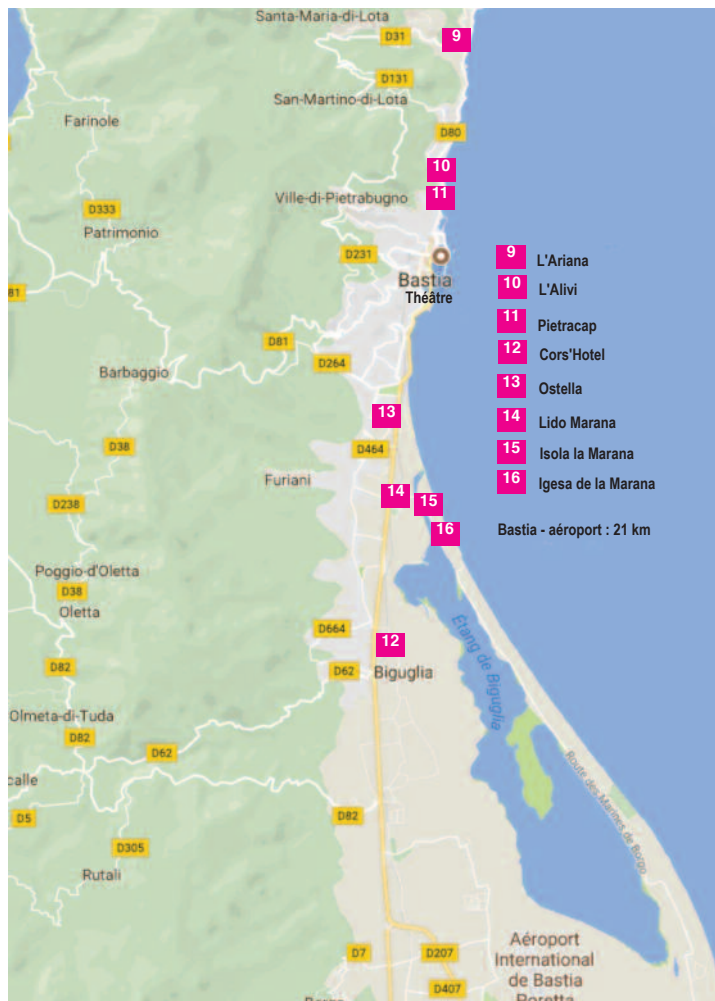 Santa-Maria-di-Lota
D31
9
D131
San-Martino-di-Lota
Farinole
D80
10
Ville-di-Pietrabugno
11
D333
Patrimonio
D231
Bastia
Théâtre
9 L'Ariana
10 L'Alivi
11 Pietracap
12 Cors'Hotel
13 Ostella
14 Lido Marana
15 Isola la Marana
16 Igesa de la Marana
Bastia - aéroport : 21 km
81
D81
D264
Barbaggio
13
D38
D464
Furiani
14
15
D238
16
Poggio-d'Oletta
D38
Oletta
D664
12
D82
D62
Biguglia
Étang de Biguglia
Olmeta-di-Tuda
D82
D62
calle
Route des Marines de Borgo
D5
D82
D305
Rutali
D7
D207
D407
Aéroport
International
de Bastia
Poretta